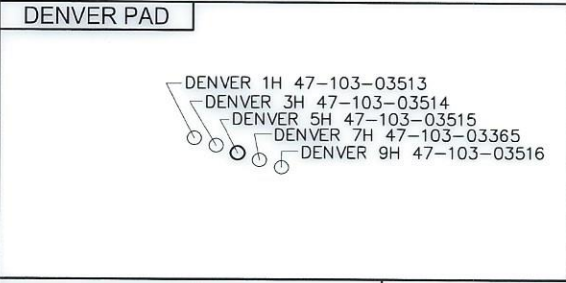 DENVER PAD
DENVER 1H 47-103-03513
DENVER 3H 47-103-03514
DENVER 5H 47-103-03515
DENVER 7H 47-103-03365
DENVER 9H 47-103-03516